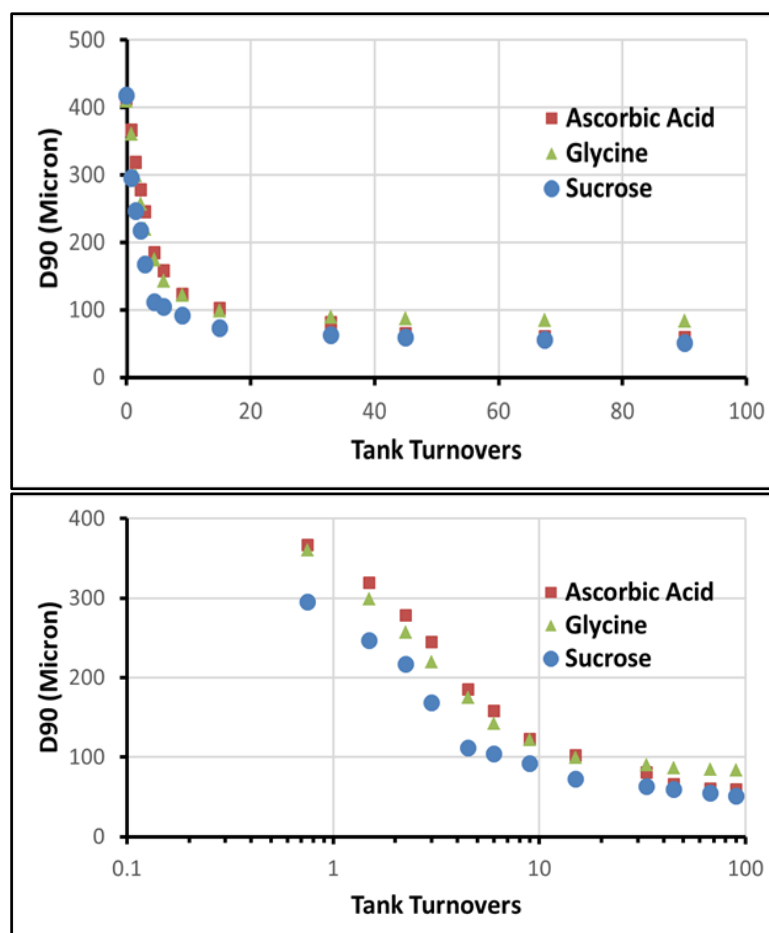 500
400
300
200
100
0
D90 (Micron)
Ascorbic Acid
Glycine
Sucrose
0 20 40 60 80 100
Tank Turnovers
400
300
200
100
0
D90 (Micron)
Ascorbic Acid
Glycine
Sucrose
0.1 1 10 100
Tank Turnovers